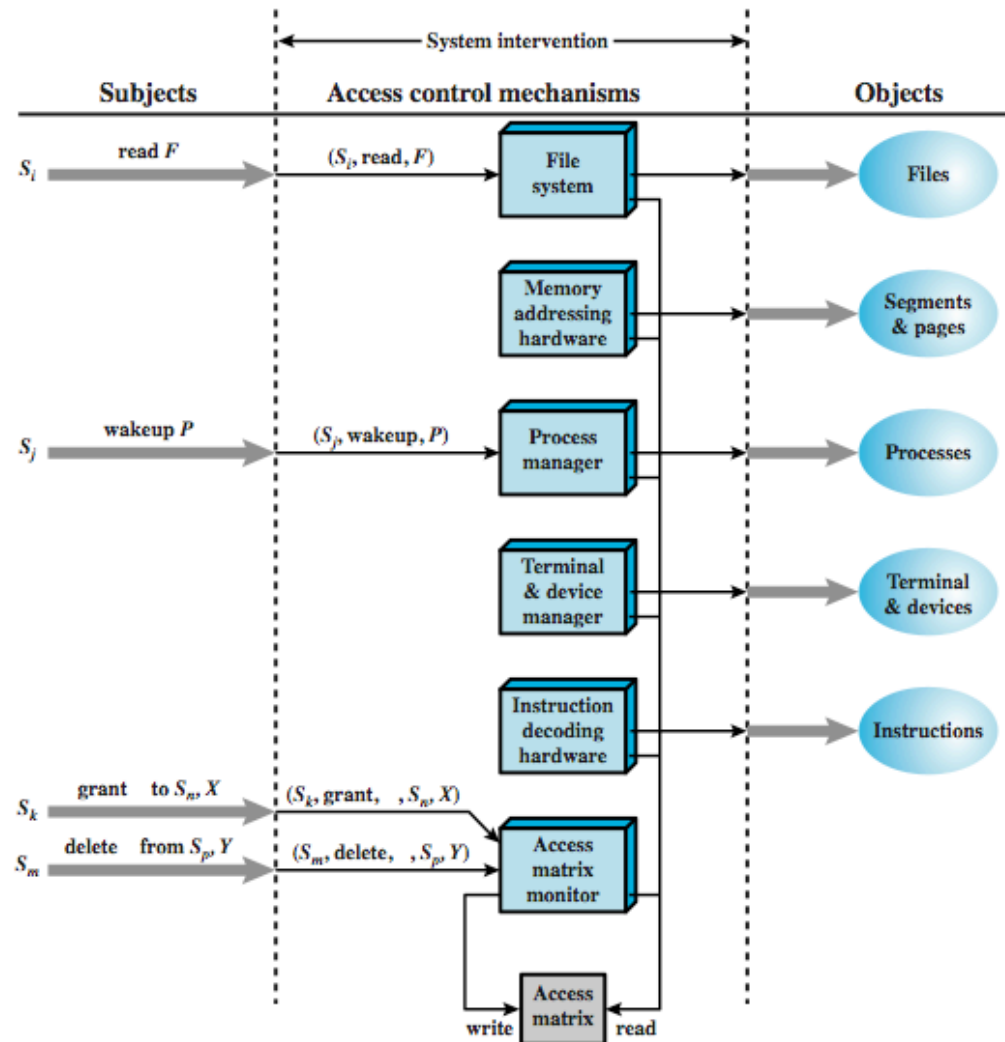 System intervention
Subjects
Access control mechanisms
Objects
Sᵢ
read F
(Sᵢ, read, F)
File
system
Files
Memory
addressing
hardware
Segments
& pages
Sⱼ
wakeup P
(Sⱼ, wakeup, P)
Process
manager
Processes
Terminal
& device
manager
Terminal
& devices
Instruction
decoding
hardware
Instructions
Sₖ
grant to Sₙ, X
(Sₖ, grant, , Sₙ, X)
Sₘ
delete from Sₚ, Y
(Sₘ, delete, , Sₚ, Y)
Access
matrix
monitor
Access
matrix
write
read